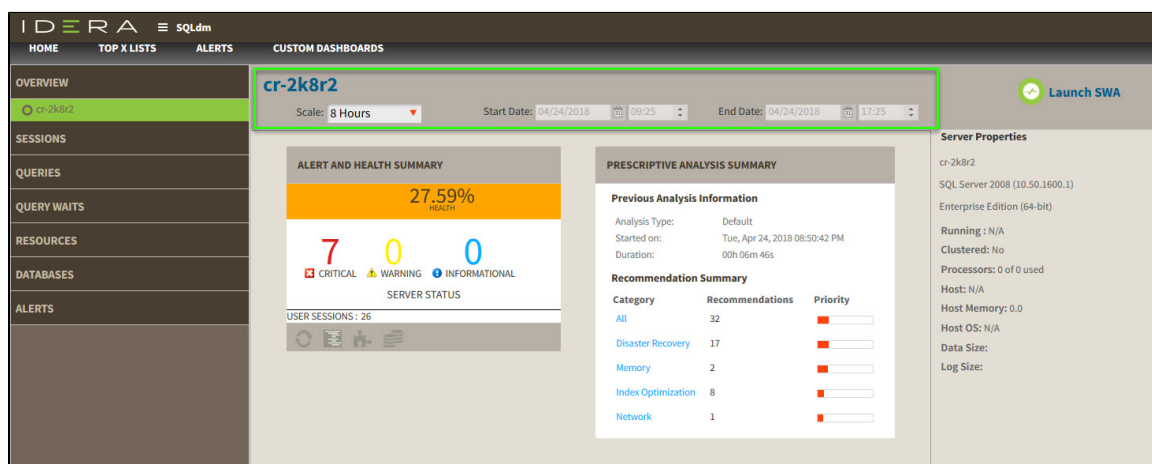 IDERA ≡ SQLdm
HOME TOP X LISTS ALERTS CUSTOM DASHBOARDS
OVERVIEW
cr-2k8r2
SESSIONS
QUERIES
QUERY WAITS
RESOURCES
DATABASES
ALERTS
cr-2k8r2
Scale: 8 Hours Start Date: 04/24/2018 09:25 End Date: 04/24/2018 17:25
Launch SWA
ALERT AND HEALTH SUMMARY
27.59%
HEALTH
7 0 0
CRITICAL WARNING INFORMATIONAL
SERVER STATUS
USER SESSIONS : 26
PRESCRIPTIVE ANALYSIS SUMMARY
Previous Analysis Information
Analysis Type: Default
Started on: Tue, Apr 24, 2018 08:50:42 PM
Duration: 00h 06m 46s
Recommendation Summary
Category Recommendations Priority
All 32
Disaster Recovery 17
Memory 2
Index Optimization 8
Network 1
Server Properties
cr-2k8r2
SQL Server 2008 (10.50.1600.1)
Enterprise Edition (64-bit)
Running : N/A
Clustered: No
Processors: 0 of 0 used
Host: N/A
Host Memory: 0.0
Host OS: N/A
Data Size:
Log Size: